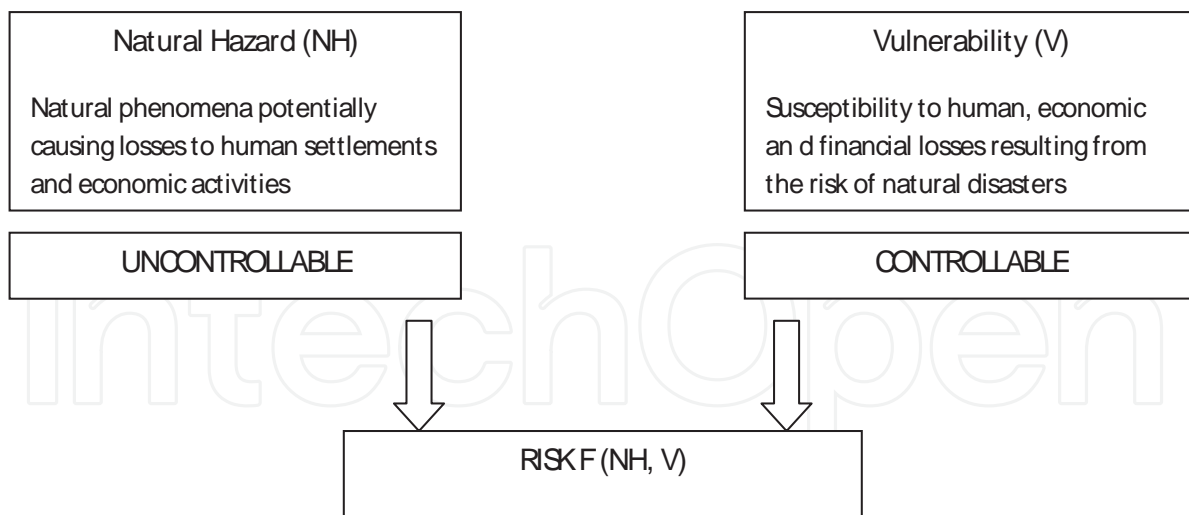 Natural Hazard (NH)
Natural phenomena potentially
causing losses to human settlements
and economic activities
Vulnerability (V)
Susceptibility to human, economic
an d financial losses resulting from
the risk of natural disasters
UNCONTROLLABLE
CONTROLLABLE
IntechOpen
RISK F (NH, V)